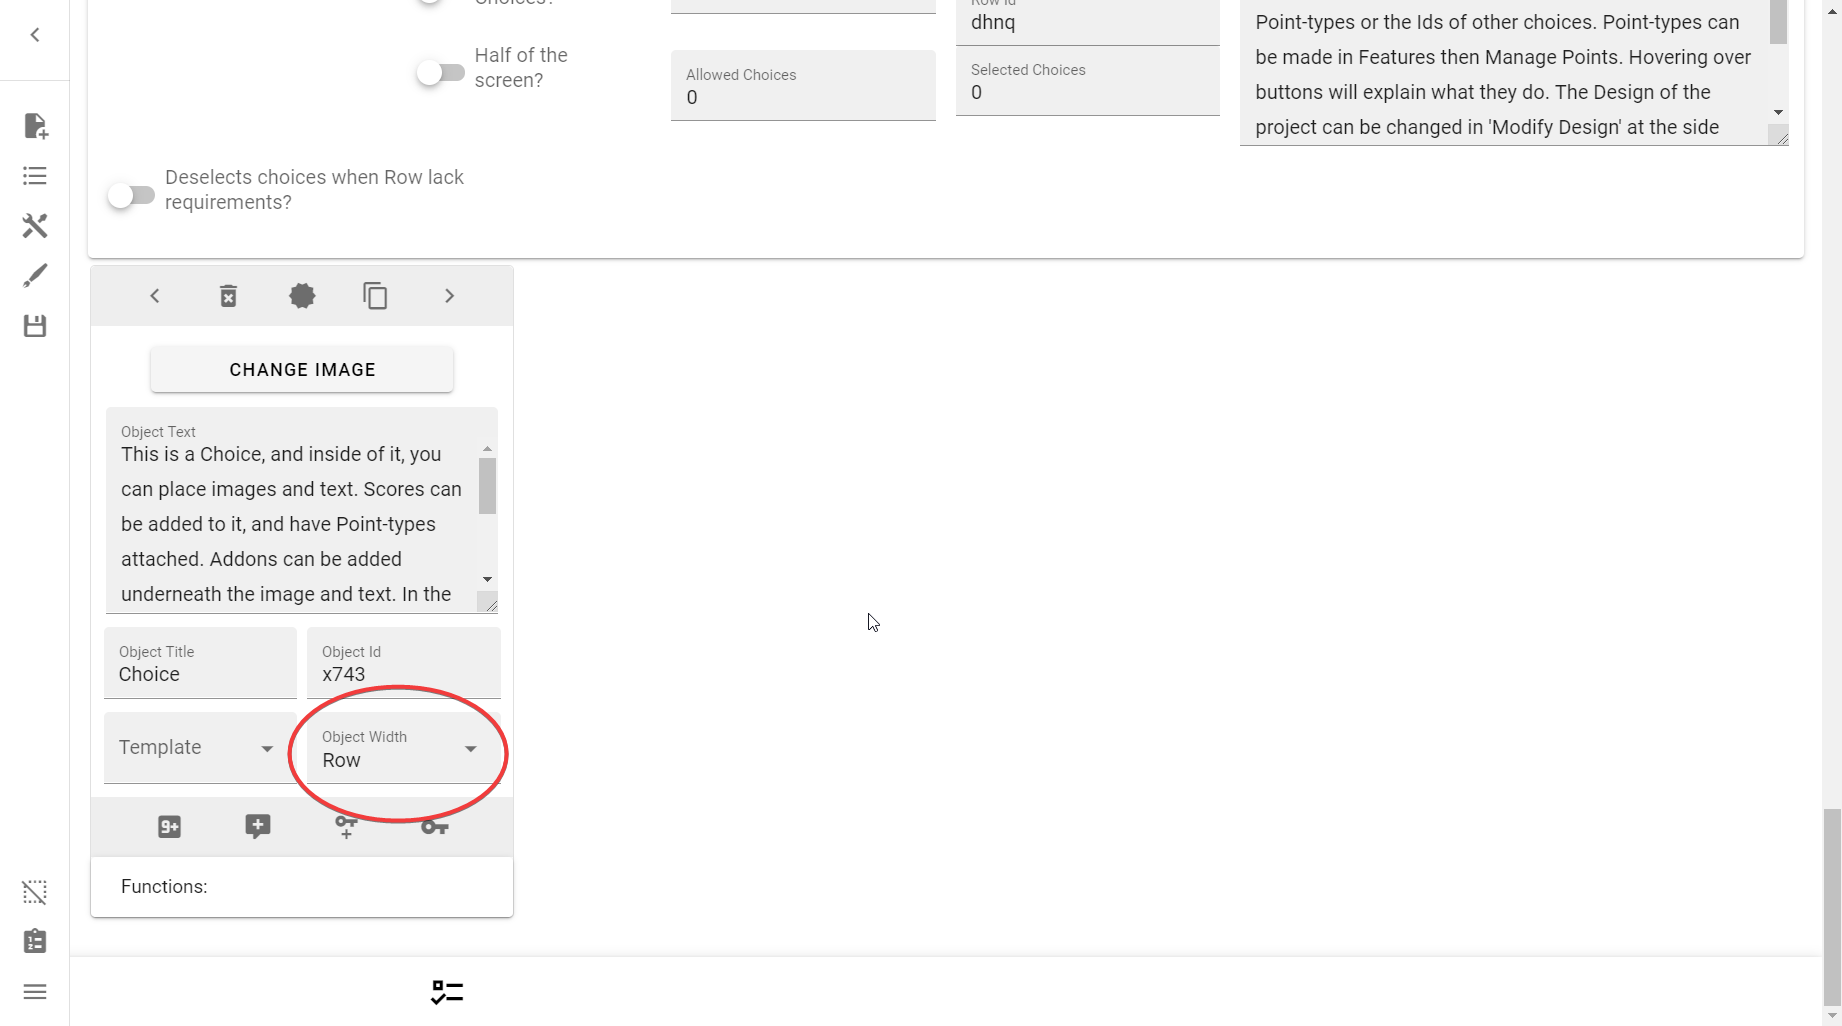 Choices?
Half of the
screen?
Allowed Choices
0
Row Id
dhnq
Selected Choices
0
Point-types or the Ids of other choices. Point-types can
be made in Features then Manage Points. Hovering over
buttons will explain what they do. The Design of the
project can be changed in 'Modify Design' at the side
Deselects choices when Row lack
requirements?
CHANGE IMAGE
Object Text
This is a Choice, and inside of it, you
can place images and text. Scores can
be added to it, and have Point-types
attached. Addons can be added
underneath the image and text. In the
Object Title
Choice
Object Id
x743
Template
Object Width
Row
9+
Functions: